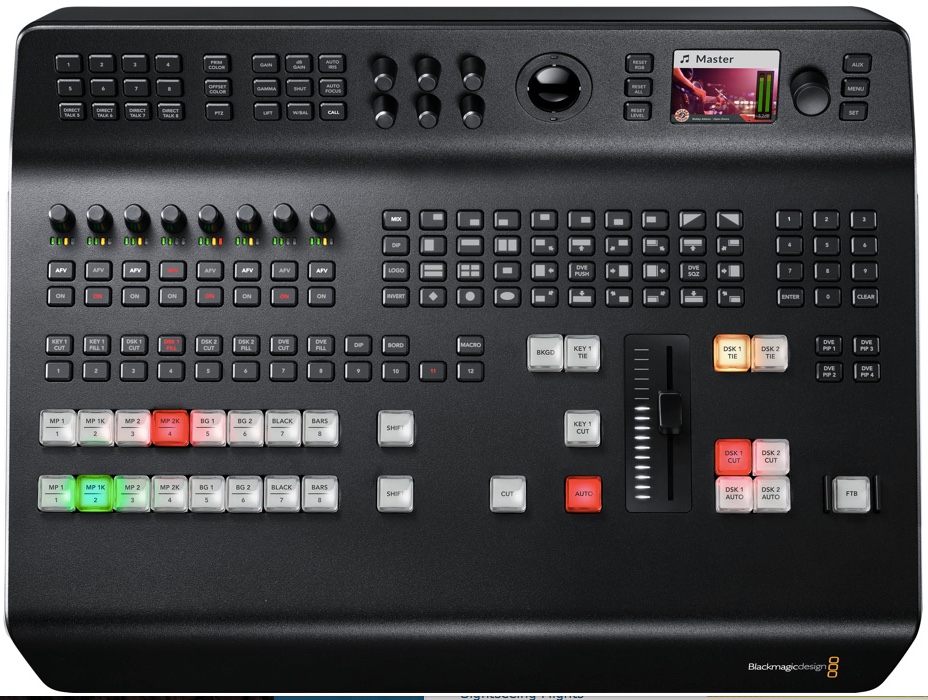 1 2 3 4 PRIM COLOR GAIN dB GAIN AUTO IRIS RESET RGB Master AUX
5 6 7 8 OFFSET COLOR GAMMA SHUT AUTO FOCUS RESET ALL MENU
DIRECT TALK 5 DIRECT TALK 6 DIRECT TALK 7 DIRECT TALK 8 PTZ LIFT W/BAL CALL RESET LEVEL SET
MIX 1 2 3
DIP 4 5 6
AFV AFV AFV AFV AFV AFV AFV LOGO DVE PUSH DVE SQZ 7 8 9
ON ON ON ON ON ON ON ON INVERT ENTER 0 CLEAR
KEY 1 CUT KEY 1 FILL 1 DSK 1 CUT DSK 1 FILL DSK 2 CUT DSK 2 FILL DVE CUT DVE FILL DIP BORD MACRO BKGD KEY 1 TIE DSK 1 TIE DSK 2 TIE DVE PIP 1 DVE PIP 3
1 2 3 4 5 6 7 8 9 10 11 12 DVE PIP 2 DVE PIP 4
MP 1 MP 1K MP 2 MP 2K BG 1 BG 2 BLACK BARS SHIFT KEY 1 CUT
1 2 3 4 5 6 7 8
DSK 1 CUT DSK 2 CUT
MP 1 MP 1K MP 2 MP 2K BG 1 BG 2 BLACK BARS SHIFT CUT AUTO DSK 1 AUTO DSK 2 AUTO FTB
1 2 3 4 5 6 7 8
Blackmagicdesign
Sightseeing Flights